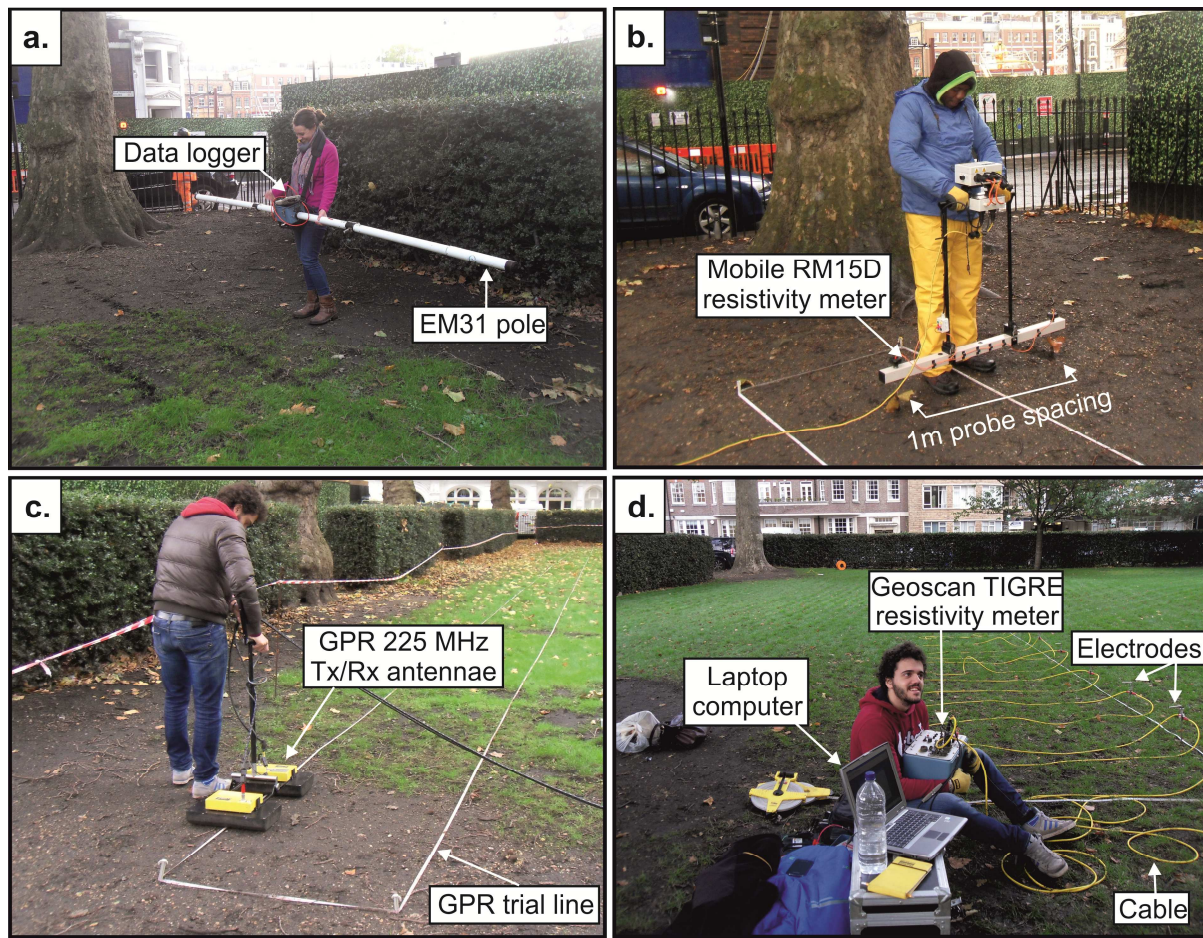 a.
Data logger
EM31 pole
b.
Mobile RM15D
resistivity meter
1m probe spacing
c.
GPR 225 MHz
Tx/Rx antennae
GPR trial line
d.
Geoscan TIGRE
resistivity meter
Electrodes
Laptop
computer
Cable